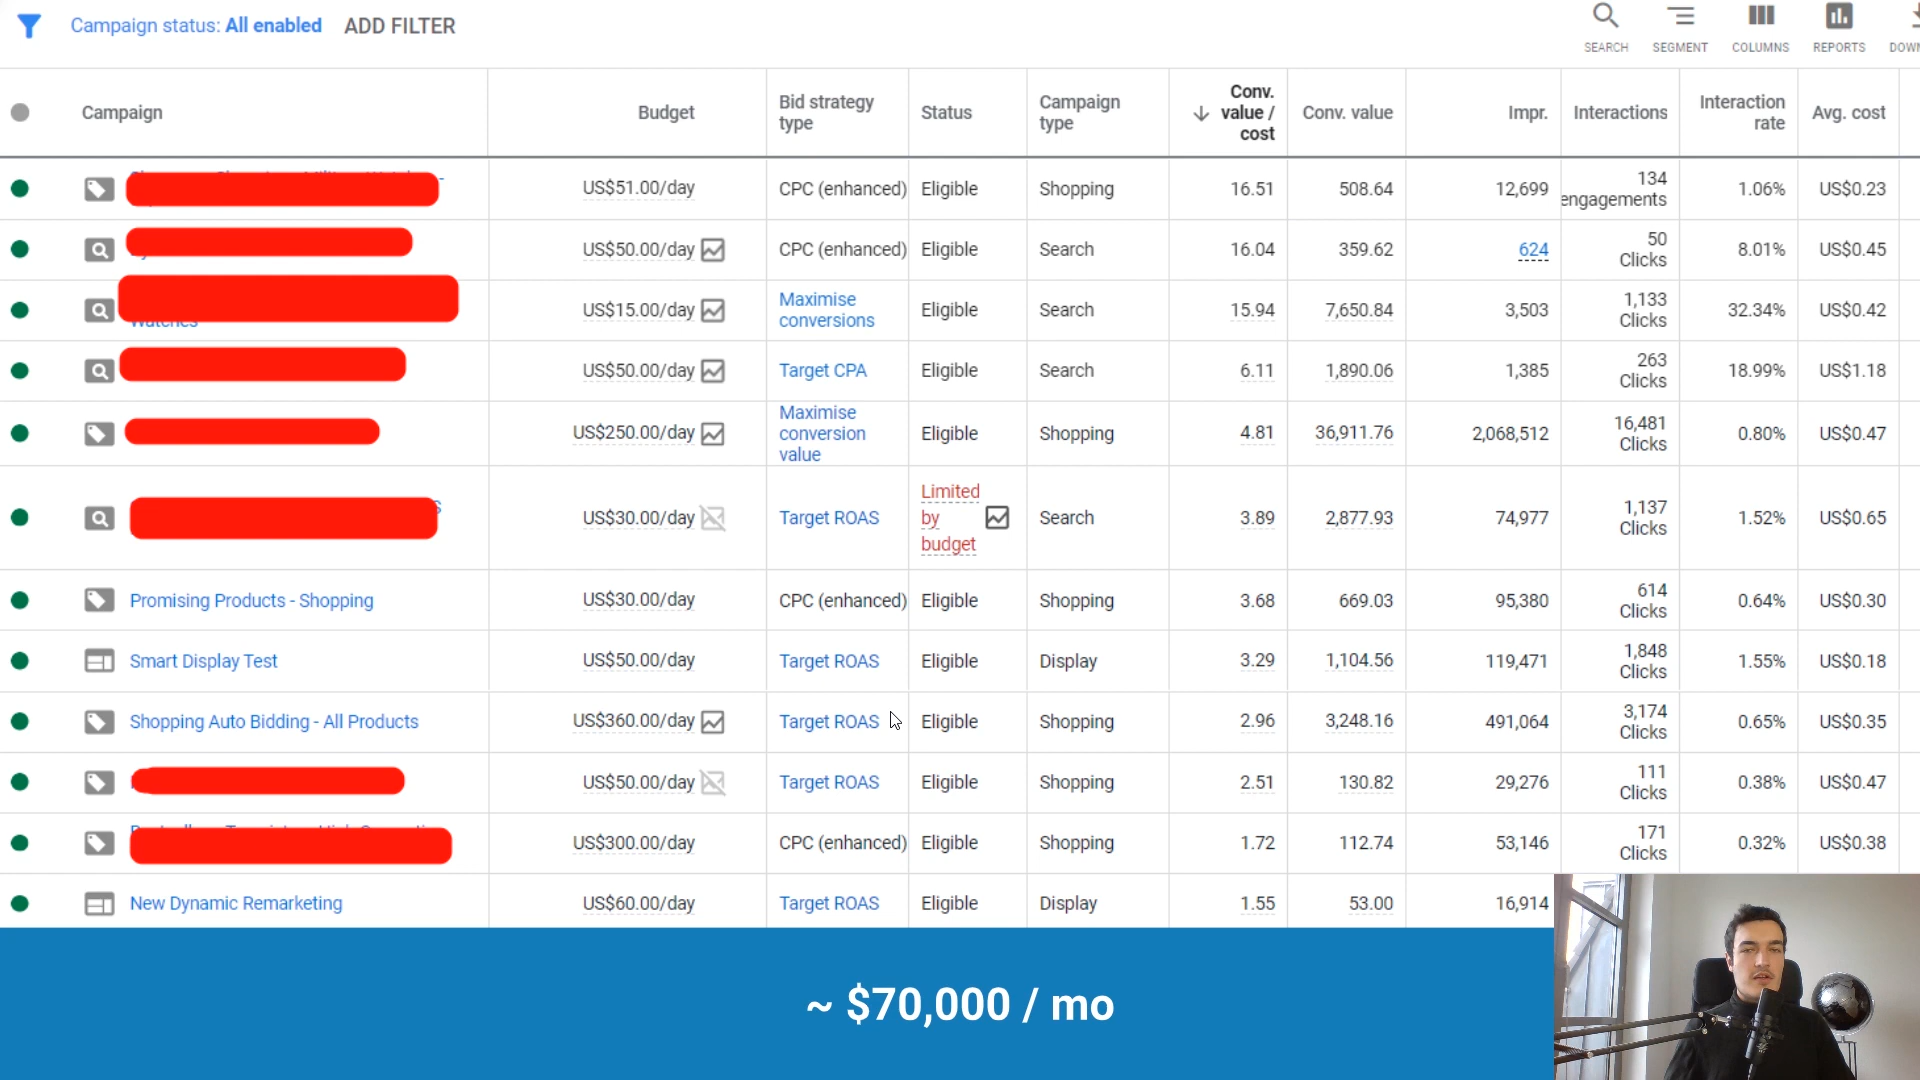 Campaign status: All enabled ADD FILTER
SEARCH SEGMENT COLUMNS REPORTS
Campaign Budget Bid strategy type Status Campaign type Conv. value / cost Conv. value Impr. Interactions Interaction rate Avg. cost
US$51.00/day CPC (enhanced) Eligible Shopping 16.51 508.64 12,699 134 engagements 1.06% US$0.23
US$50.00/day CPC (enhanced) Eligible Search 16.04 359.62 624 50 Clicks 8.01% US$0.45
Watches US$15.00/day Maximise conversions Eligible Search 15.94 7,650.84 3,503 1,133 Clicks 32.34% US$0.42
US$50.00/day Target CPA Eligible Search 6.11 1,890.06 1,385 263 Clicks 18.99% US$1.18
US$250.00/day Maximise conversion value Eligible Shopping 4.81 36,911.76 2,068,512 16,481 Clicks 0.80% US$0.47
US$30.00/day Target ROAS Limited by budget Search 3.89 2,877.93 74,977 1,137 Clicks 1.52% US$0.65
Promising Products - Shopping US$30.00/day CPC (enhanced) Eligible Shopping 3.68 669.03 95,380 614 Clicks 0.64% US$0.30
Smart Display Test US$50.00/day Target ROAS Eligible Display 3.29 1,104.56 119,471 1,848 Clicks 1.55% US$0.18
Shopping Auto Bidding - All Products US$360.00/day Target ROAS Eligible Shopping 2.96 3,248.16 491,064 3,174 Clicks 0.65% US$0.35
US$50.00/day Target ROAS Eligible Shopping 2.51 130.82 29,276 111 Clicks 0.38% US$0.47
US$300.00/day CPC (enhanced) Eligible Shopping 1.72 112.74 53,146 171 Clicks 0.32% US$0.38
New Dynamic Remarketing US$60.00/day Target ROAS Eligible Display 1.55 53.00 16,914
~ $70,000 / mo